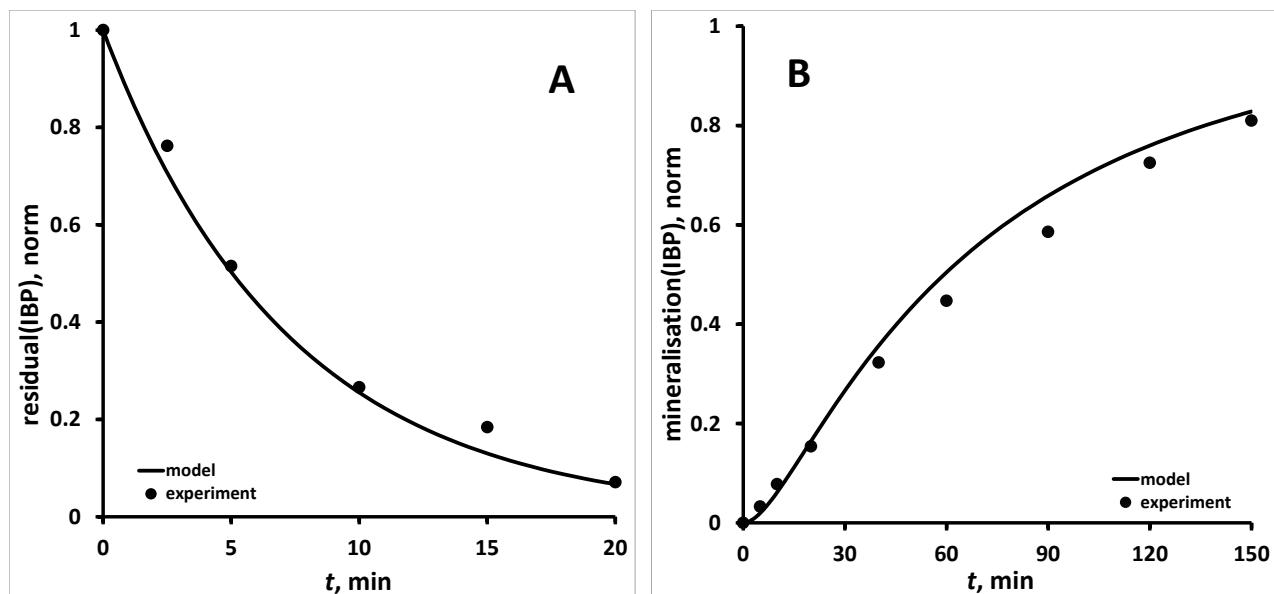 A
1
0.8
0.6
0.4
0.2
0
residual(IBP), norm
model
experiment
0 5 10 15 20
t, min
B
1
0.8
0.6
0.4
0.2
0
mineralisation(IBP), norm
model
experiment
0 30 60 90 120 150
t, min